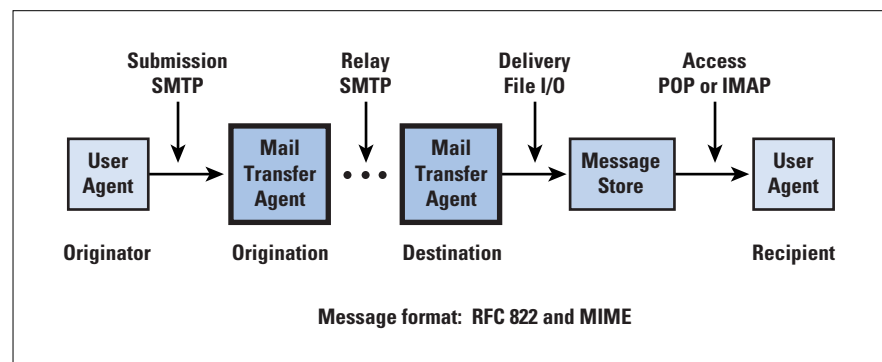 Submission
SMTP
Relay
SMTP
Delivery
File I/O
Access
POP or IMAP
User
Agent
Mail
Transfer
Agent
Mail
Transfer
Agent
Message
Store
User
Agent
Originator
Origination
Destination
Recipient
Message format: RFC 822 and MIME